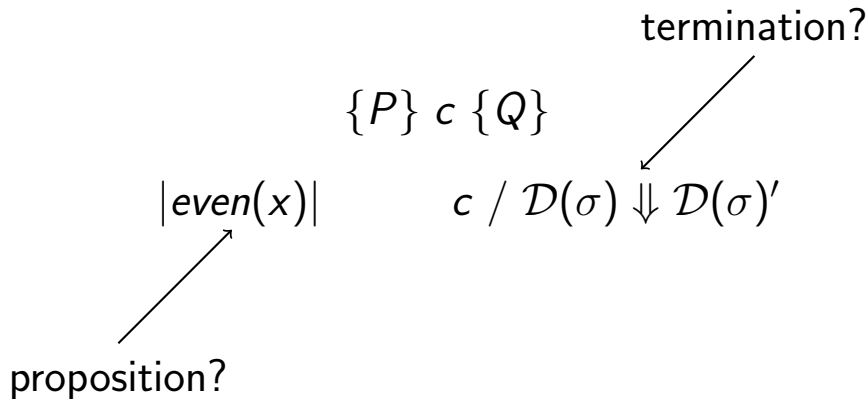 termination?
{P} c {Q}
|even(x)| c / 𝒟(σ) ⇓ 𝒟(σ)′
proposition?